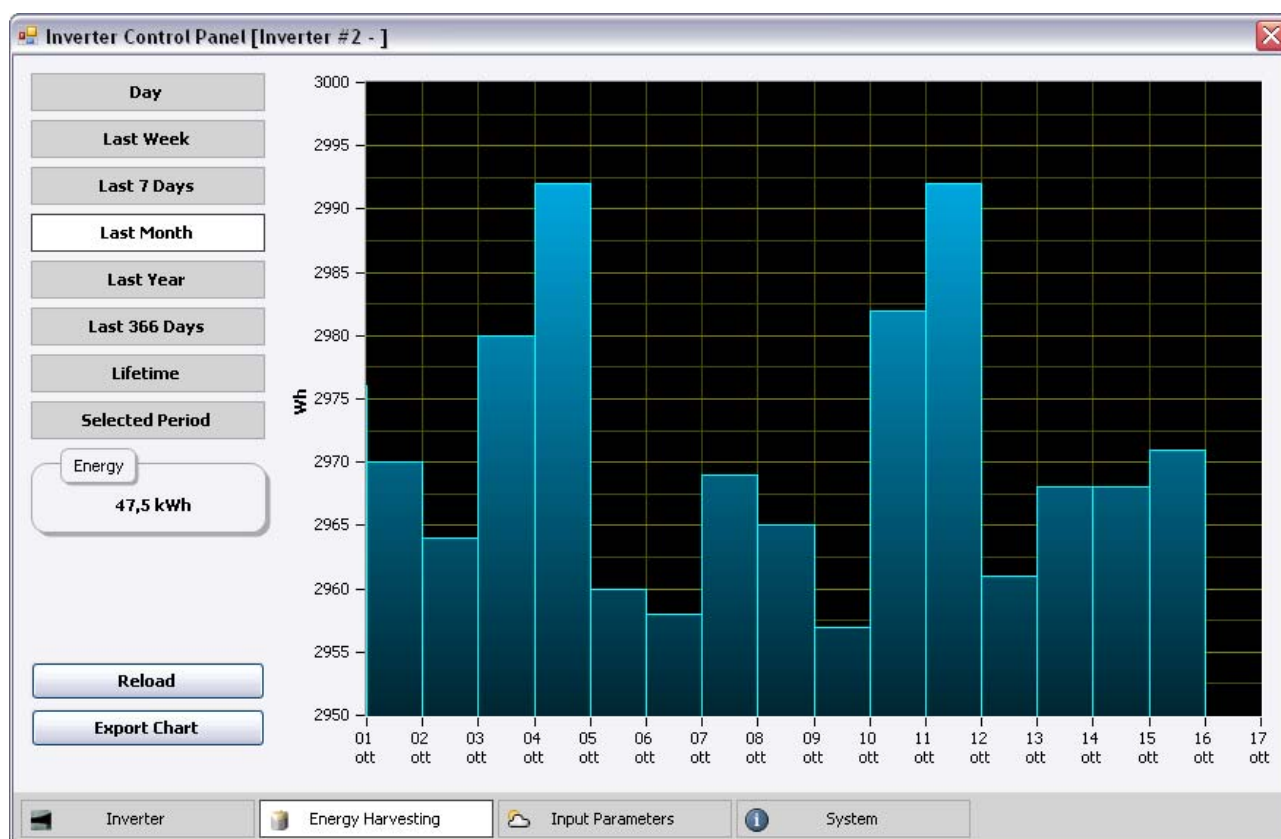 Inverter Control Panel [Inverter #2 - ]
Day
Last Week
Last 7 Days
Last Month
Last Year
Last 366 Days
Lifetime
Selected Period
Energy
47,5 kWh
Reload
Export Chart
Wh
3000
2995
2990
2985
2980
2975
2970
2965
2960
2955
2950
01 02 03 04 05 06 07 08 09 10 11 12 13 14 15 16 17
ott ott ott ott ott ott ott ott ott ott ott ott ott ott ott ott ott
Inverter Energy Harvesting Input Parameters System